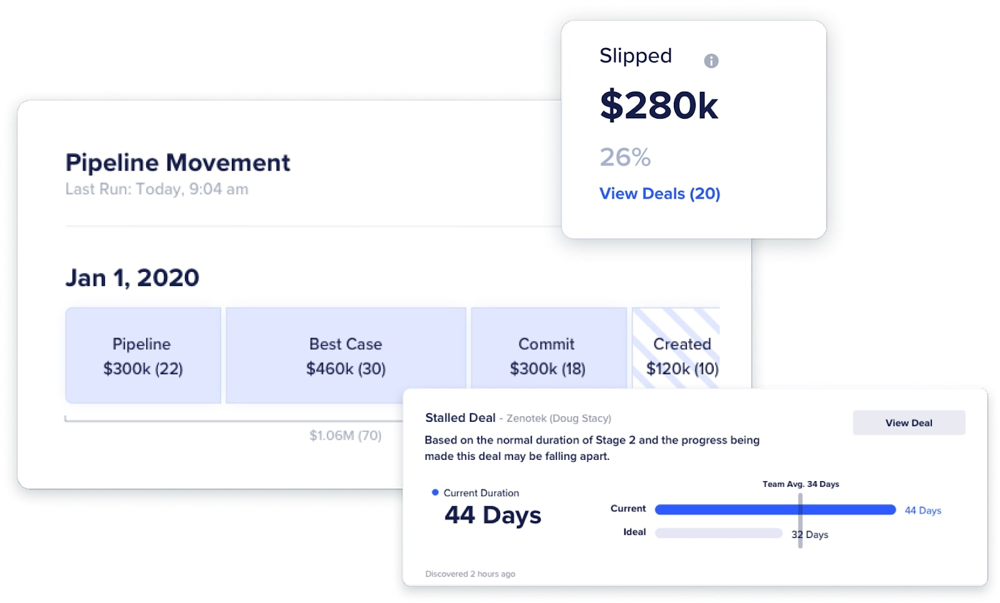 Slipped
$280k
26%
View Deals (20)
Pipeline Movement
Last Run: Today, 9:04 am
Jan 1, 2020
Pipeline
$300k (22)
Best Case
$460k (30)
Commit
$300k (18)
Created
$120k (10)
$1.06M (70)
Stalled Deal - Zenotek (Doug Stacy)
View Deal
Based on the normal duration of Stage 2 and the progress being
made this deal may be falling apart.
Current Duration
44 Days
Team Avg. 34 Days
Current
44 Days
Ideal
32 Days
Discovered 2 hours ago